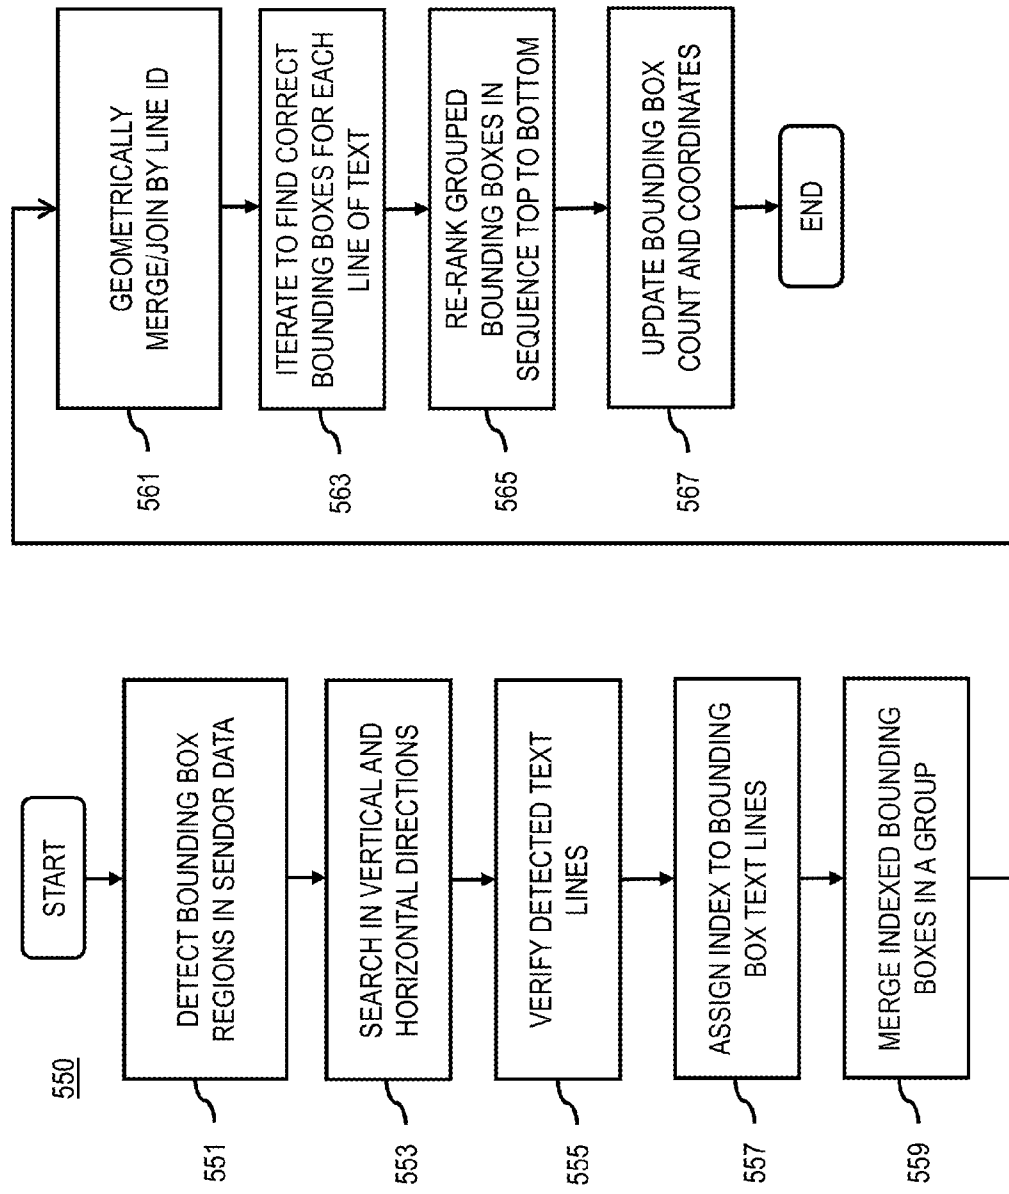 550
START
DETECT BOUNDING BOX
REGIONS IN SENDOR DATA
551
SEARCH IN VERTICAL AND
HORIZONTAL DIRECTIONS
553
VERIFY DETECTED TEXT
LINES
555
ASSIGN INDEX TO BOUNDING
BOX TEXT LINES
557
MERGE INDEXED BOUNDING
BOXES IN A GROUP
559
GEOMETRICALLY
MERGE/JOIN BY LINE ID
561
ITERATE TO FIND CORRECT
BOUNDING BOXES FOR EACH
LINE OF TEXT
563
RE-RANK GROUPED
BOUNDING BOXES IN
SEQUENCE TOP TO BOTTOM
565
UPDATE BOUNDING BOX
COUNT AND COORDINATES
567
END